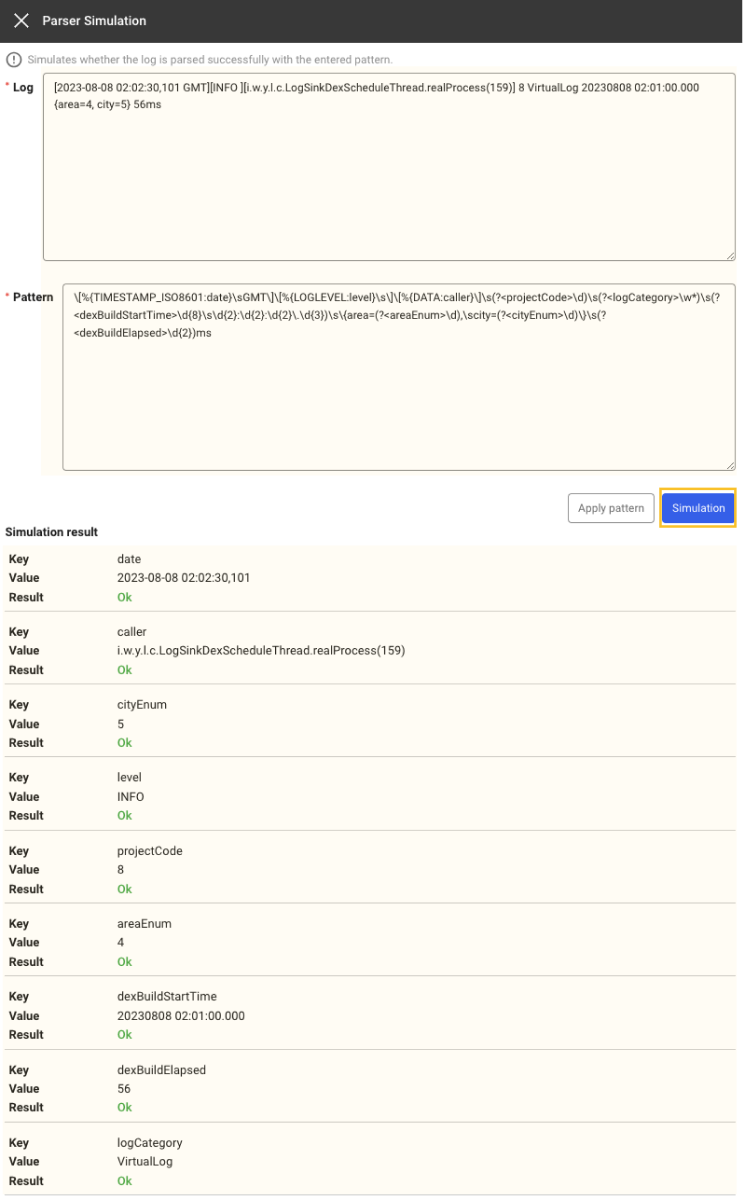 Parser Simulation
Simulates whether the log is parsed successfully with the entered pattern.
* Log
[2023-08-08 02:02:30,101 GMT][INFO ][i.w.y.l.c.LogSinkDexScheduleThread.realProcess(159)] 8 VirtualLog 20230808 02:01:00.000
{area=4, city=5} 56ms
* Pattern
\[%{TIMESTAMP_ISO8601:date}\sGMT\]\[%{LOGLEVEL:level}\s\]\[%{DATA:caller}\]\s(?<projectCode>\d)\s(?<logCategory>\w*)\s(?
<dexBuildStartTime>\d{8}\s\d{2}:\d{2}:\d{2}\.\d{3})\s\{area=(?<areaEnum>\d),\scity=(?<cityEnum>\d)\}\s(?
<dexBuildElapsed>\d{2})ms
Apply pattern
Simulation
Simulation result
Key date
Value 2023-08-08 02:02:30,101
Result Ok
Key caller
Value i.w.y.l.c.LogSinkDexScheduleThread.realProcess(159)
Result Ok
Key cityEnum
Value 5
Result Ok
Key level
Value INFO
Result Ok
Key projectCode
Value 8
Result Ok
Key areaEnum
Value 4
Result Ok
Key dexBuildStartTime
Value 20230808 02:01:00.000
Result Ok
Key dexBuildElapsed
Value 56
Result Ok
Key logCategory
Value VirtualLog
Result Ok